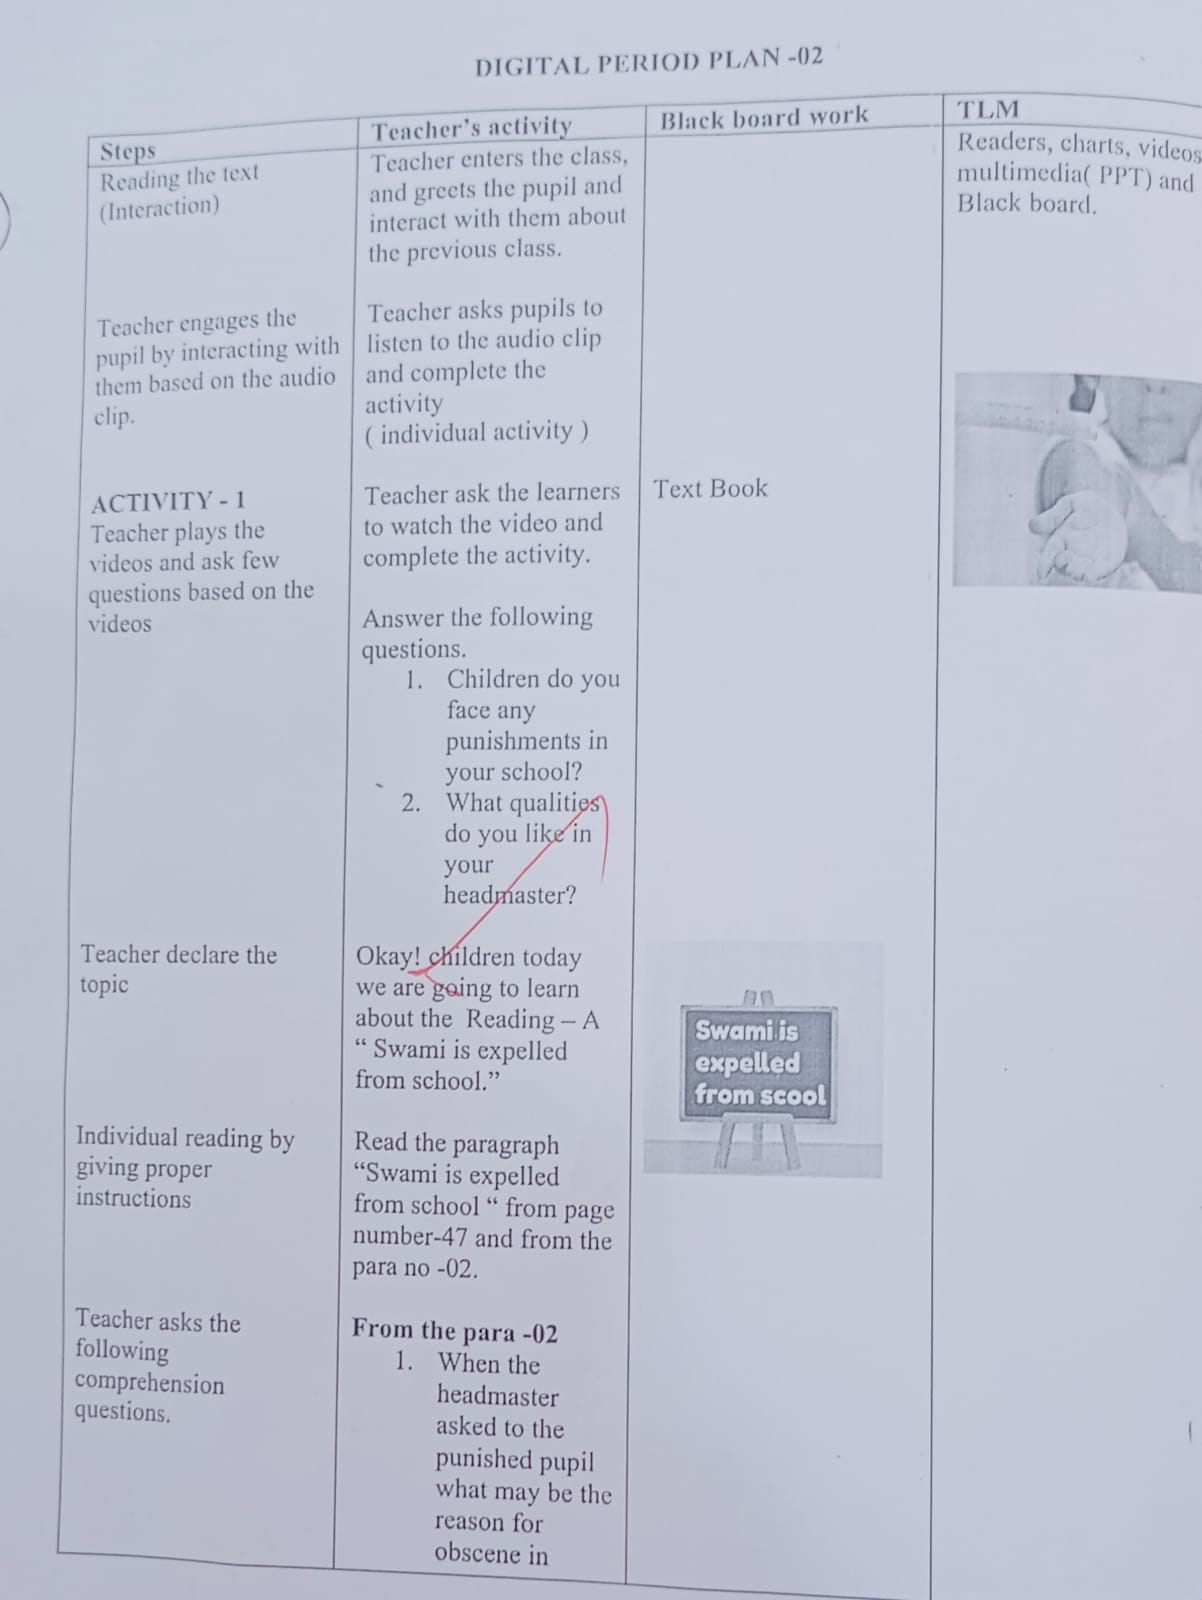 DIGITAL PERIOD PLAN -02
Steps
Teacher's activity
Black board work
TLM
Reading the text
(Interaction)
Teacher enters the class,
and greets the pupil and
interact with them about
the previous class.
Readers, charts, videos
multimedia( PPT) and
Black board.
Teacher engages the
pupil by interacting with
them based on the audio
clip.
Teacher asks pupils to
listen to the audio clip
and complete the
activity
( individual activity )
ACTIVITY - 1
Teacher plays the
videos and ask few
questions based on the
videos
Teacher ask the learners
to watch the video and
complete the activity.
Text Book
Answer the following
questions.
1. Children do you
face any
punishments in
your school?
2. What qualities
do you like in
your
headmaster?
Teacher declare the
topic
Okay! children today
we are going to learn
about the Reading – A
“ Swami is expelled
from school.”
Swami is
expelled
from scool
Individual reading by
giving proper
instructions
Read the paragraph
“Swami is expelled
from school “ from page
number-47 and from the
para no -02.
Teacher asks the
following
comprehension
questions.
From the para -02
1. When the
headmaster
asked to the
punished pupil
what may be the
reason for
obscene in